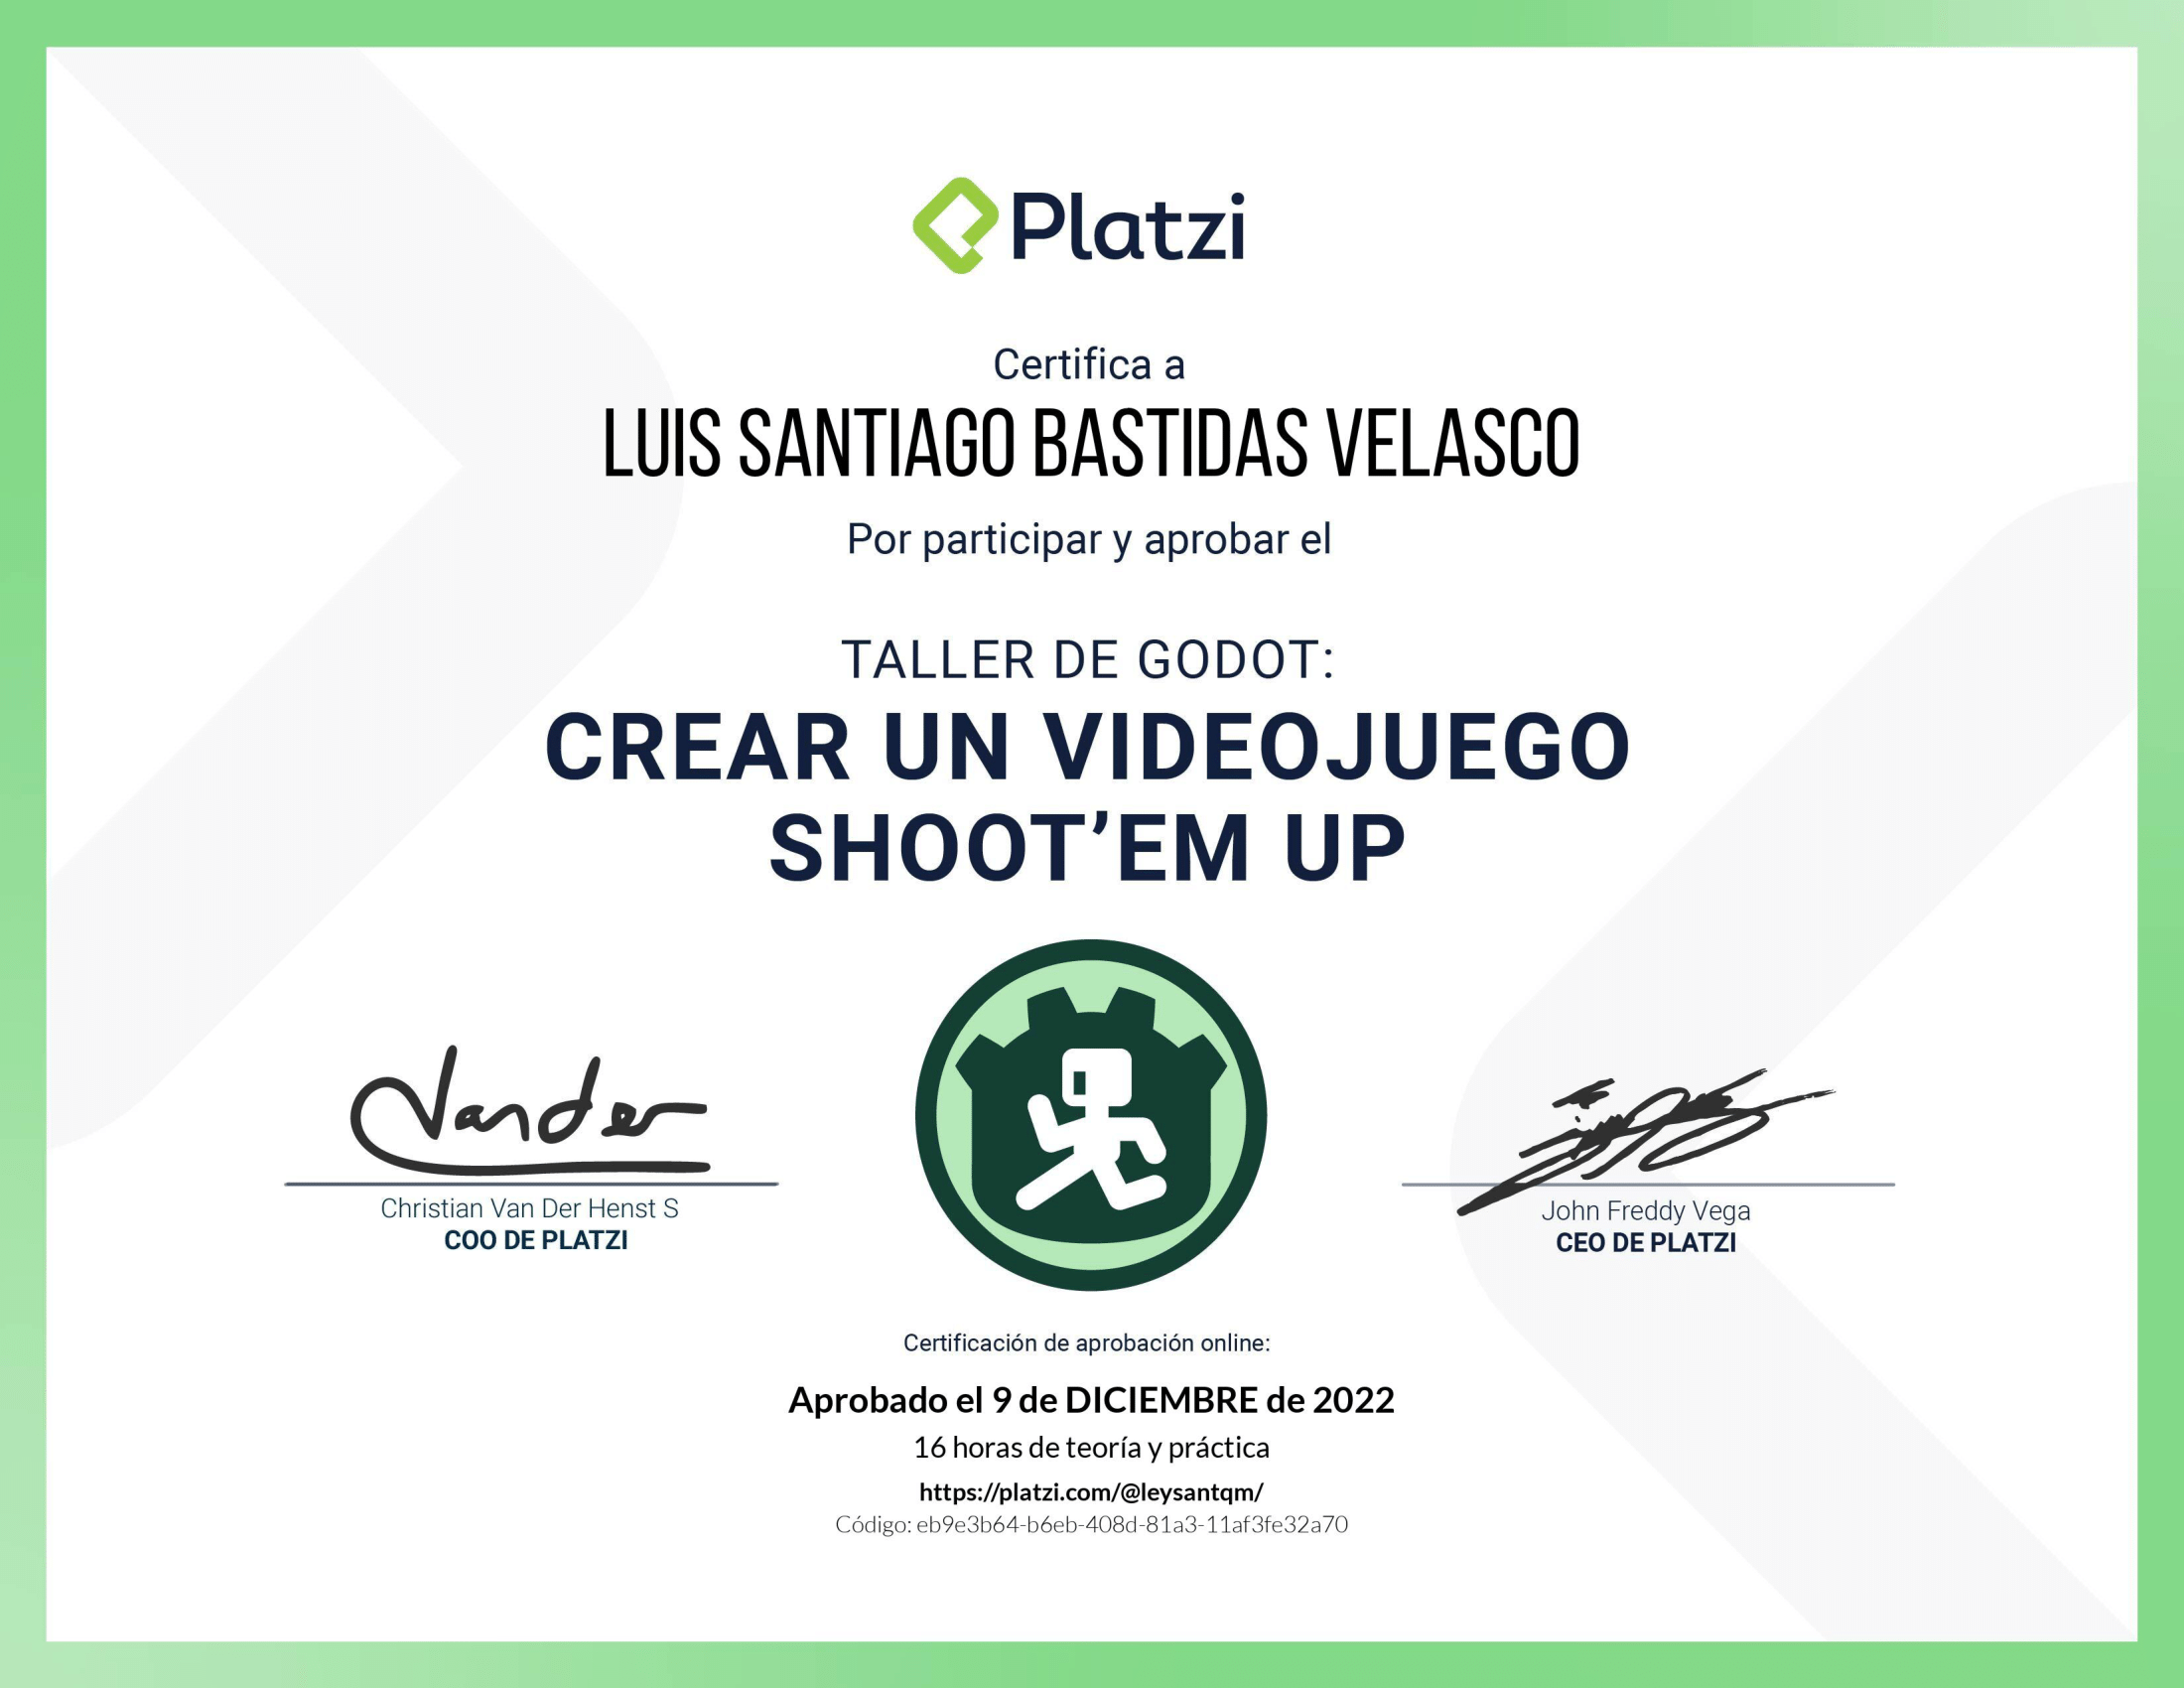 Platzi
Certifica a
LUIS SANTIAGO BASTIDAS VELASCO
Por participar y aprobar el
TALLER DE GODOT:
CREAR UN VIDEOJUEGO
SHOOT’EM UP
Vander
Christian Van Der Henst S
COO DE PLATZI
John Freddy Vega
CEO DE PLATZI
Certificación de aprobación online:
Aprobado el 9 de DICIEMBRE de 2022
16 horas de teoría y práctica
https://platzi.com/@leysantqm/
Código: eb9e3b64-b6eb-408d-81a3-11af3fe32a70